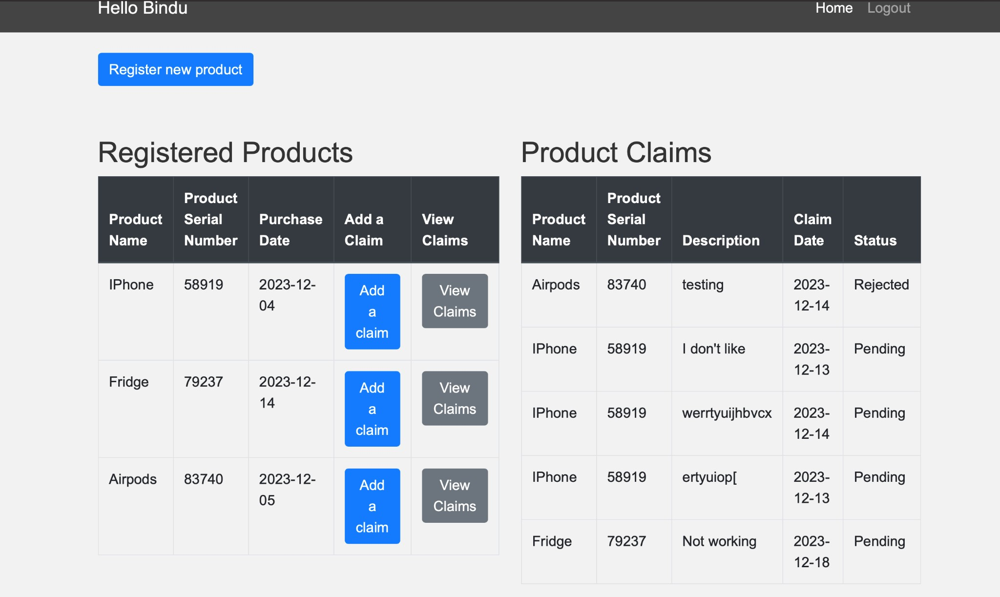 Hello Bindu
Home Logout
Register new product
Registered Products
Product Name
Product Serial Number
Purchase Date
Add a Claim
View Claims
IPhone
58919
2023-12-04
Add a claim
View Claims
Fridge
79237
2023-12-14
Add a claim
View Claims
Airpods
83740
2023-12-05
Add a claim
View Claims
Product Claims
Product Name
Product Serial Number
Description
Claim Date
Status
Airpods
83740
testing
2023-12-14
Rejected
IPhone
58919
I don't like
2023-12-13
Pending
IPhone
58919
werrtyuijhbvcx
2023-12-14
Pending
IPhone
58919
ertyuiop[
2023-12-13
Pending
Fridge
79237
Not working
2023-12-18
Pending